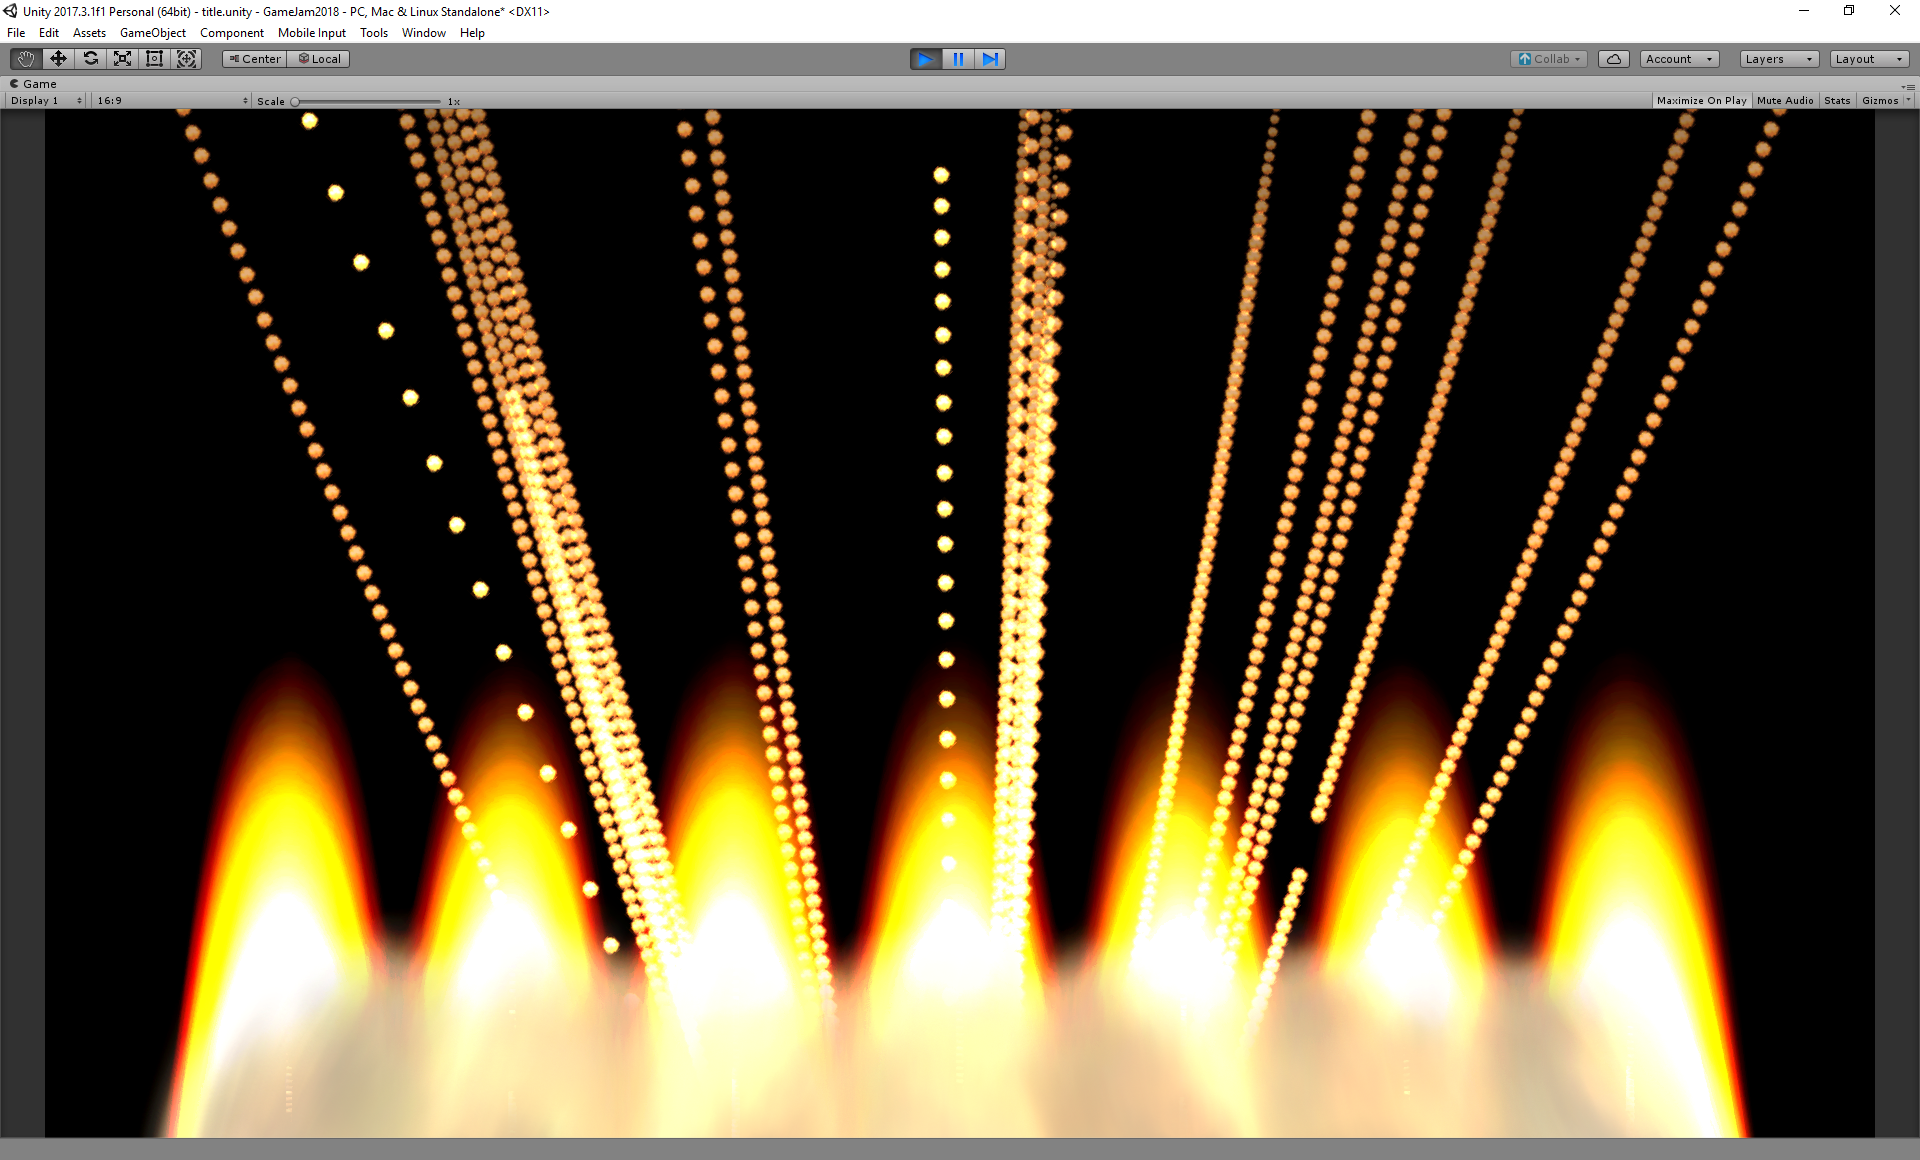 Unity 2017.3.1f1 Personal (64bit) - title.unity - GameJam2018 - PC, Mac & Linux Standalone* <DX11>
File Edit Assets GameObject Component Mobile Input Tools Window Help
Center Local Collab Account Layers Layout
Game
Display 1 16:9 Scale 1x Maximize On Play Mute Audio Stats Gizmos